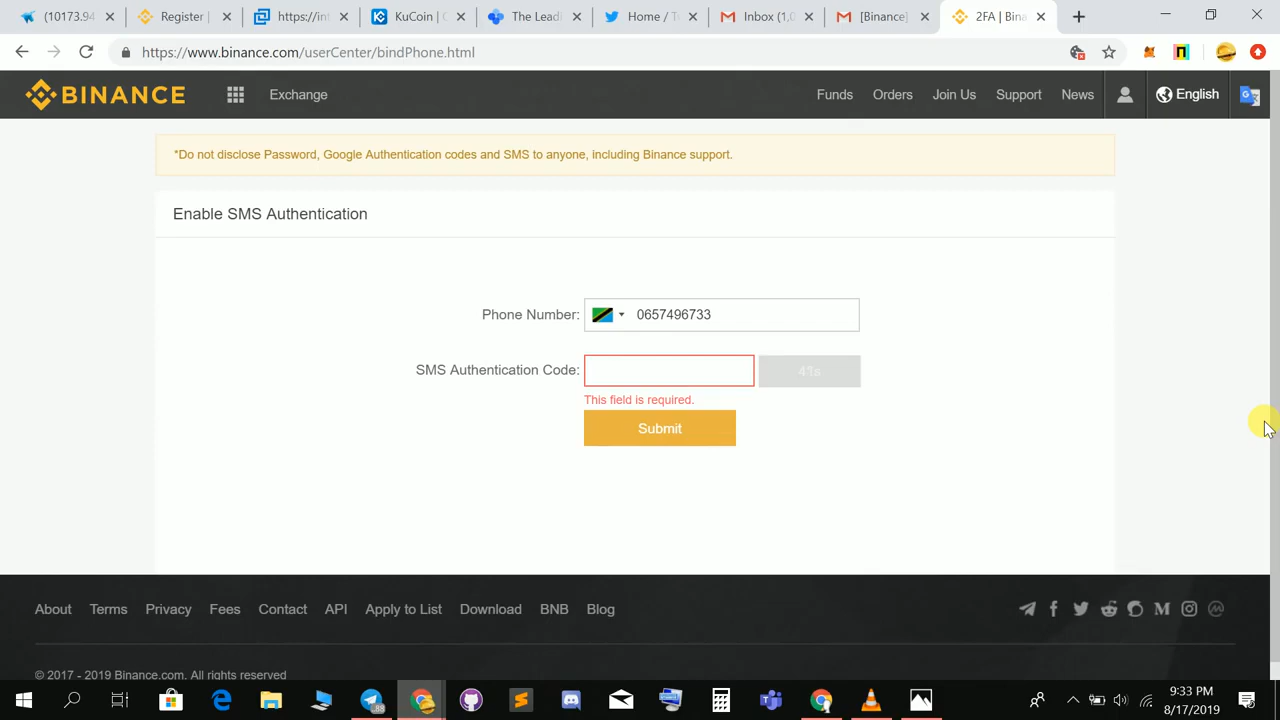 (10173.94
Register |
https://int
KuCoin | C
The Leadi
Home / T
Inbox (1,0
[Binance]
2FA | Bina
https://www.binance.com/userCenter/bindPhone.html
BINANCE
Exchange
Funds
Orders
Join Us
Support
News
English
*Do not disclose Password, Google Authentication codes and SMS to anyone, including Binance support.
Enable SMS Authentication
Phone Number:
0657496733
SMS Authentication Code:
This field is required.
Submit
About
Terms
Privacy
Fees
Contact
API
Apply to List
Download
BNB
Blog
© 2017 - 2019 Binance.com. All rights reserved
9:33 PM
8/17/2019